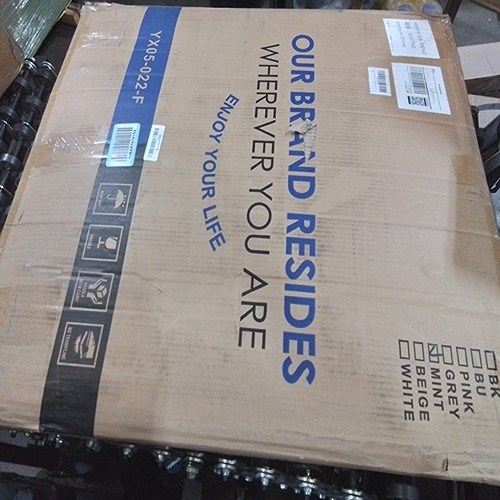 OUR BRAND RESIDES
WHEREVER YOU ARE
ENJOY YOUR LIFE
YX05-022-F
BK
BU
PINK
GREY
MINT
BEIGE
WHITE